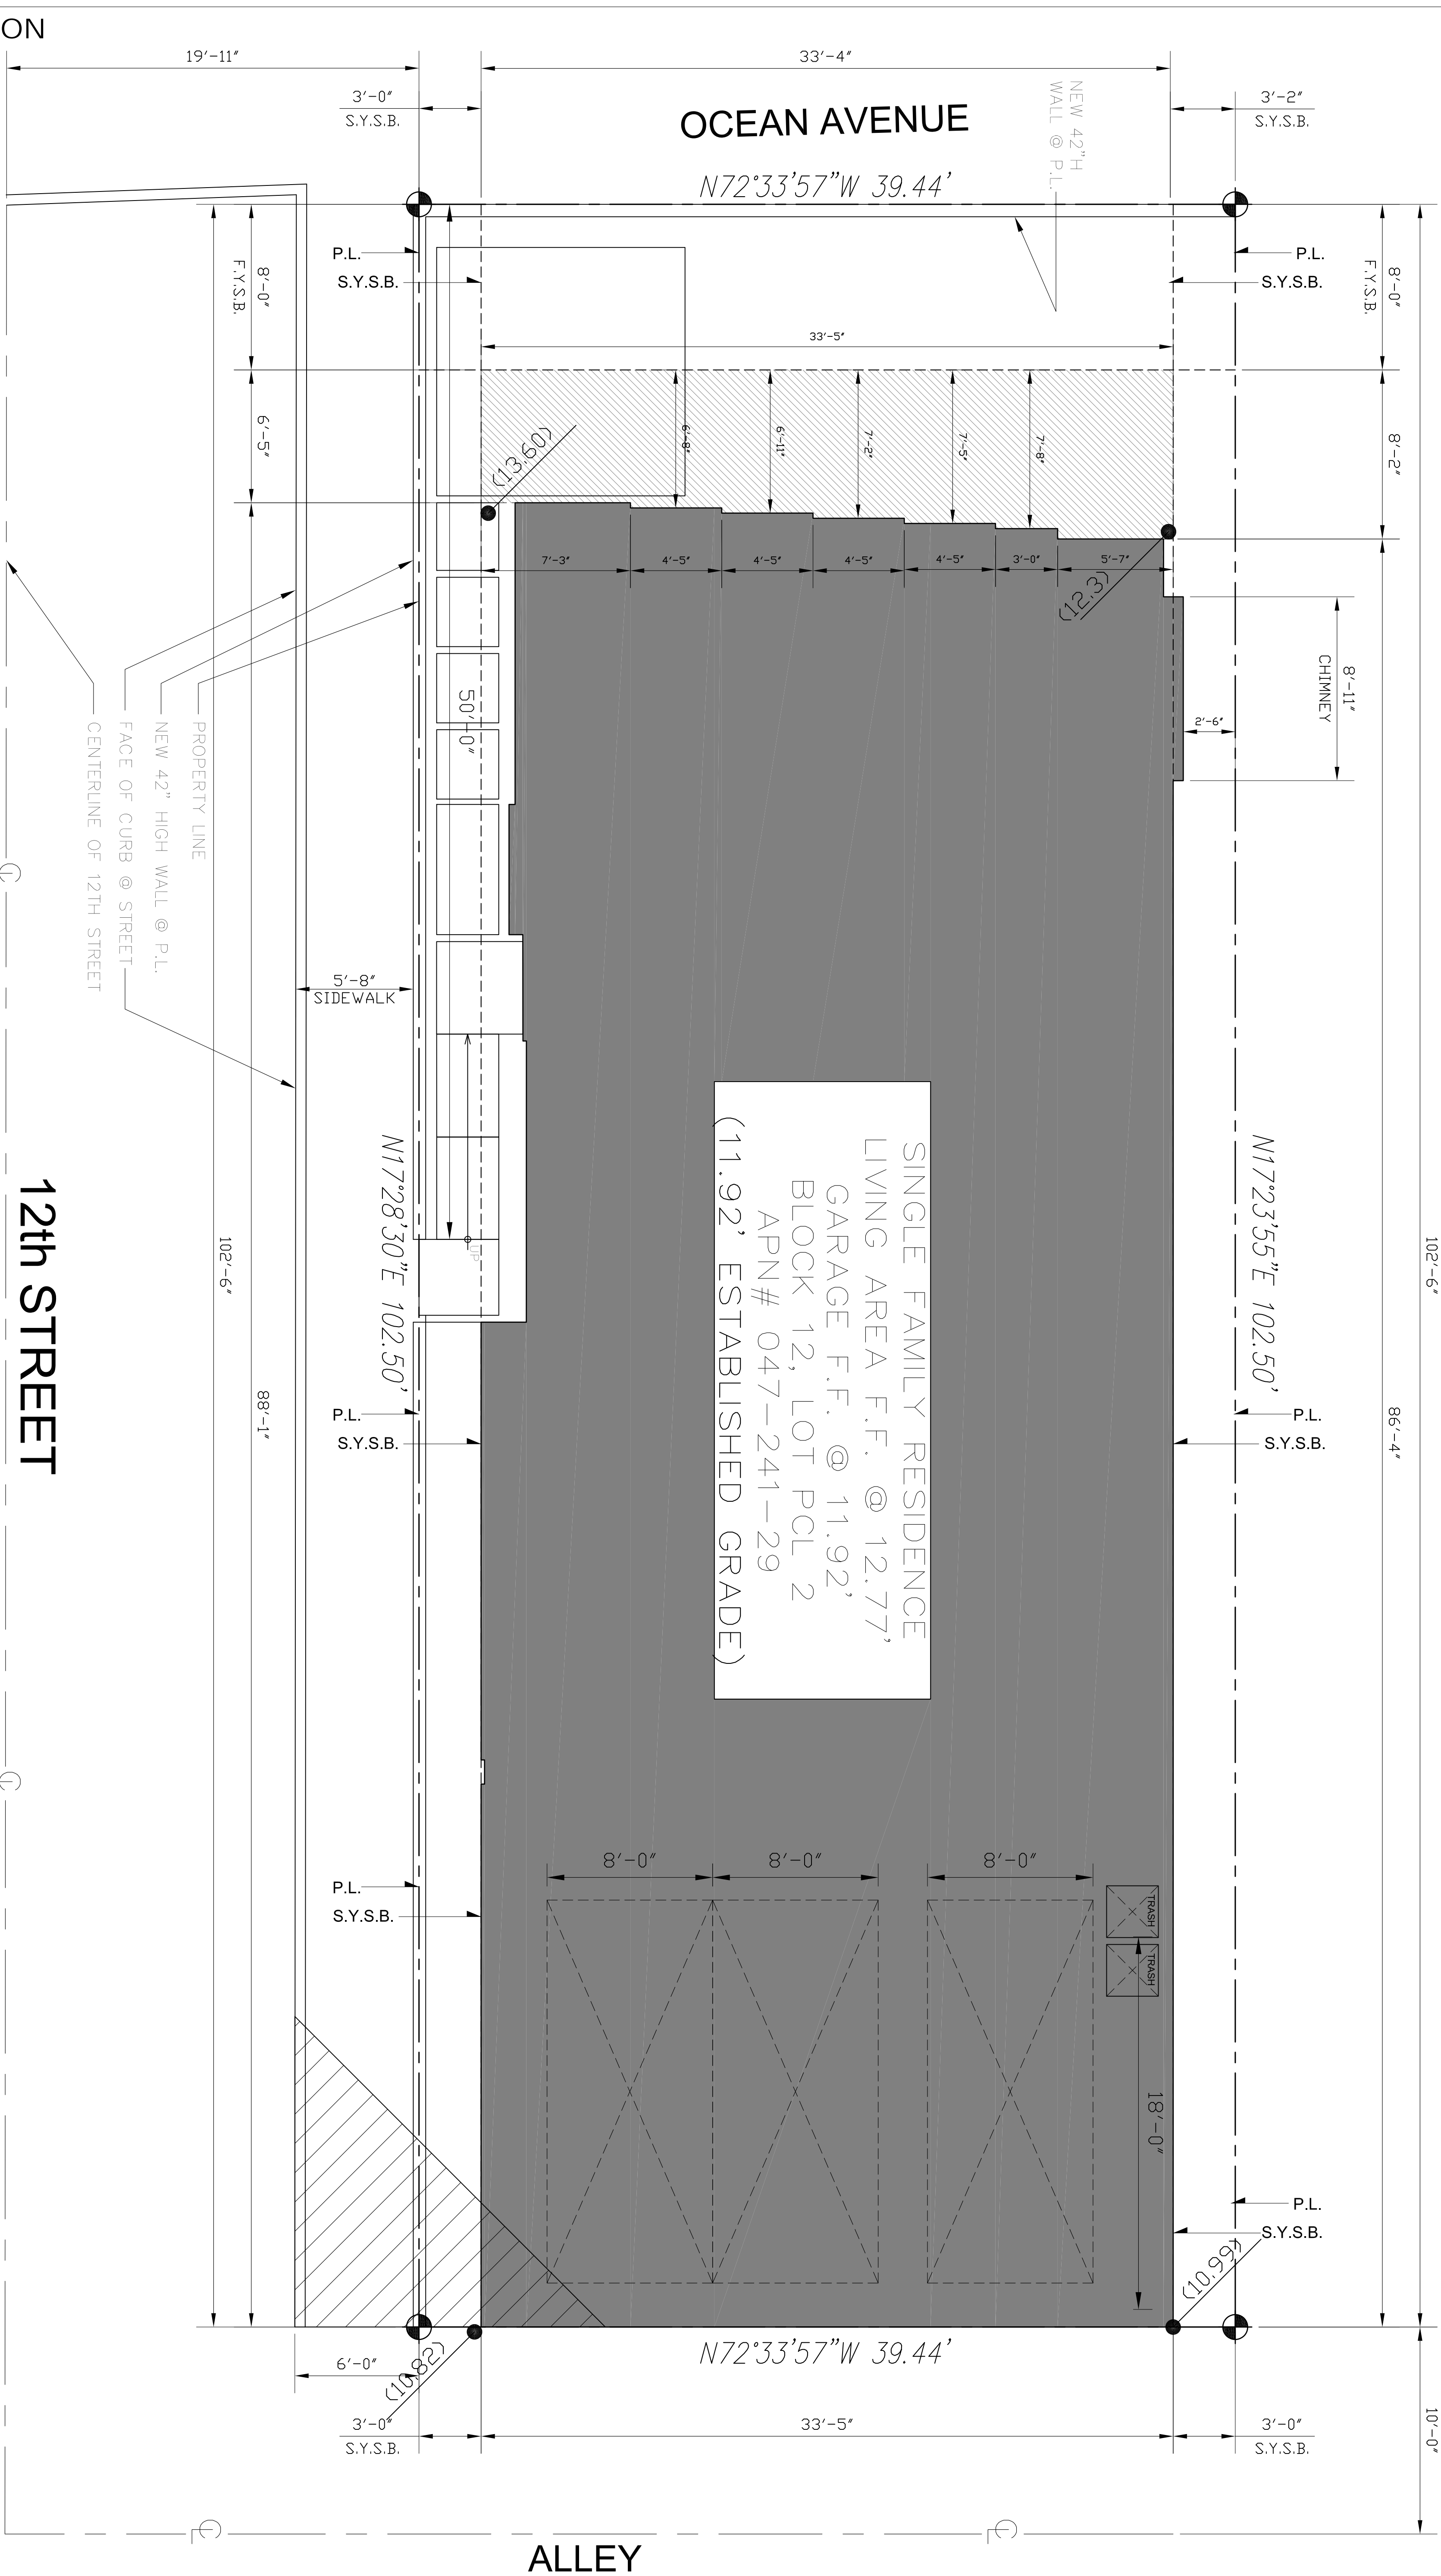 ON
19'-11"
33'-4"
3'-0"
S.Y.S.B.
3'-2"
S.Y.S.B.
OCEAN AVENUE
NEW 42"H
WALL @ P.L.
N72°33'57"W 39.44'
P.L.
S.Y.S.B.
P.L.
S.Y.S.B.
8'-0"
F.Y.S.B.
8'-0"
F.Y.S.B.
33'-5"
6'-5"
8'-2"
6'-8"
6'-11"
7'-2"
7'-5"
7'-8"
(13.60)
(12.3)
7'-3"
4'-5"
4'-5"
4'-5"
4'-5"
3'-0"
5'-7"
8'-11"
CHIMNEY
2'-6"
50'-0"
PROPERTY LINE
NEW 42" HIGH WALL @ P.L.
FACE OF CURB @ STREET
CENTERLINE OF 12TH STREET
5'-8"
SIDEWALK
UP
N17°28'30"E 102.50'
N17°23'55"E 102.50'
12th STREET
102'-6"
88'-1"
102'-6"
86'-4"
SINGLE FAMILY RESIDENCE
LIVING AREA F.F. @ 12.77'
GARAGE F.F. @ 11.92'
BLOCK 12, LOT PCL 2
APN# 047-241-29
(11.92' ESTABLISHED GRADE)
P.L.
S.Y.S.B.
P.L.
S.Y.S.B.
8'-0"
8'-0"
8'-0"
P.L.
S.Y.S.B.
TRASH
TRASH
18'-0"
P.L.
S.Y.S.B.
(10.99)
(10.82)
N72°33'57"W 39.44'
6'-0"
3'-0"
S.Y.S.B.
33'-5"
3'-0"
S.Y.S.B.
10'-0"
ALLEY